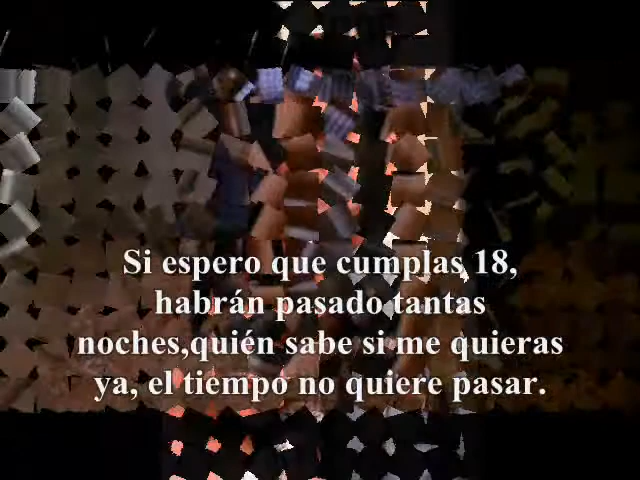 Si espero que cumplas 18,
habrán pasado tantas
noches,quién sabe si me quieras
ya, el tiempo no quiere pasar.